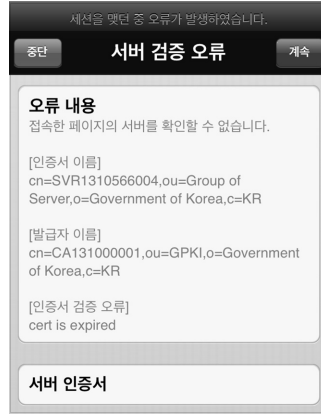 세션을 맺던 중 오류가 발생하였습니다.
중단 서버 검증 오류 계속
오류 내용
접속한 페이지의 서버를 확인할 수 없습니다.
[인증서 이름]
cn=SVR1310566004,ou=Group of
Server,o=Government of Korea,c=KR
[발급자 이름]
cn=CA131000001,ou=GPKI,o=Government
of Korea,c=KR
[인증서 검증 오류]
cert is expired
서버 인증서